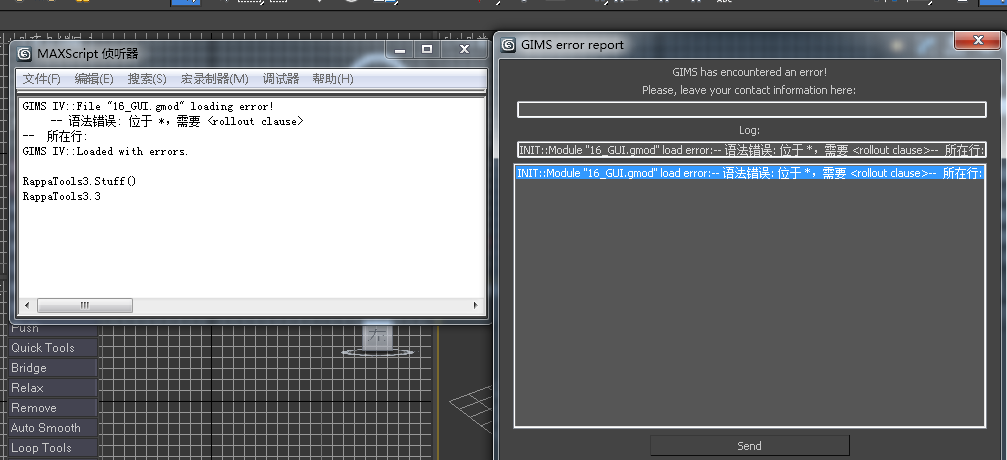 MAXScript 侦听器
文件(F) 编辑(E) 搜索(S) 宏录制器(M) 调试器 帮助(H)
GIMS IV::File "16_GUI.gmod" loading error!
-- 语法错误: 位于 *, 需要 <rollout clause>
-- 所在行:
GIMS IV::Loaded with errors.
RappaTools3.Stuff()
RappaTools3.3
Push
Quick Tools
Bridge
Relax
Remove
Auto Smooth
Loop Tools
GIMS error report
GIMS has encountered an error!
Please, leave your contact information here:
Log:
INIT::Module "16_GUI.gmod" load error:-- 语法错误: 位于 *, 需要 <rollout clause>-- 所在行:
INIT::Module "16_GUI.gmod" load error:-- 语法错误: 位于 *, 需要 <rollout clause>-- 所在行:
Send